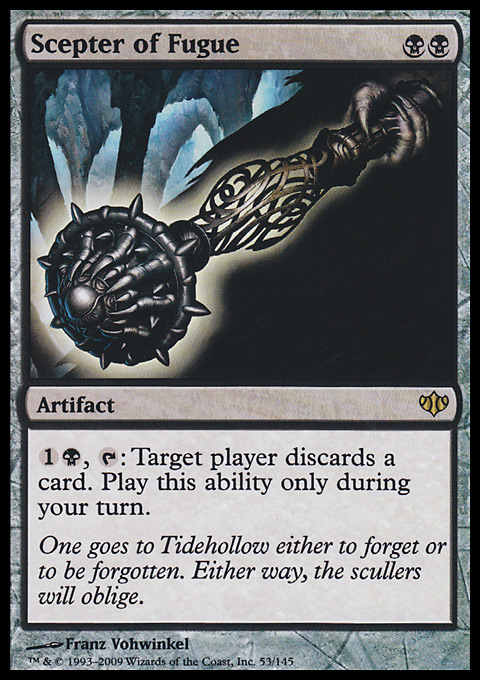 Scepter of Fugue
Artifact
1, : Target player discards a
card. Play this ability only during
your turn.
One goes to Tidehollow either to forget or
to be forgotten. Either way, the scullers
will oblige.
Franz Vohwinkel
™ & © 1993–2009 Wizards of the Coast, Inc. 53/145